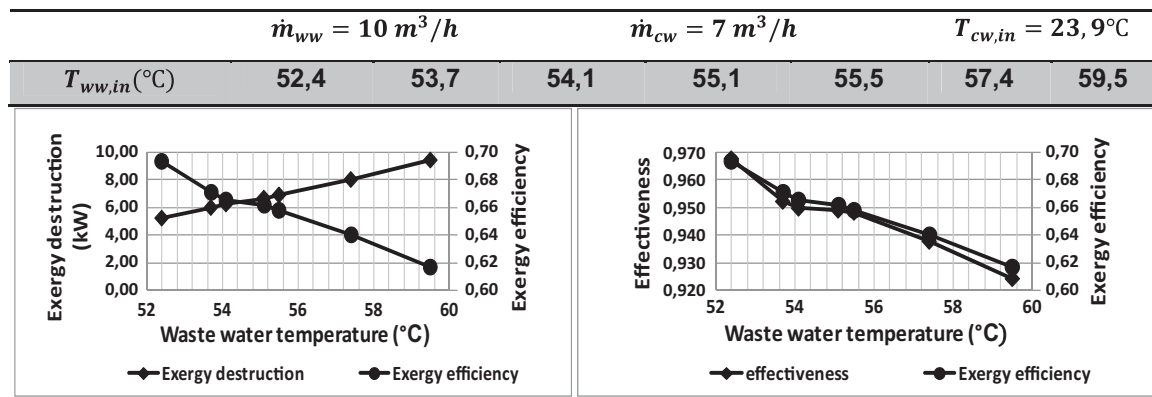 ṁ_ww = 10 m³/h ṁ_cw = 7 m³/h T_cw,in = 23,9°C
T_ww,in(°C) 52,4 53,7 54,1 55,1 55,5 57,4 59,5
Exergy destruction
(kW)
10,00
8,00
6,00
4,00
2,00
0,00
0,70
0,68
0,66
0,64
0,62
0,60
Exergy efficiency
52 54 56 58 60
Waste water temperature (°C)
Exergy destruction Exergy efficiency
Effectiveness
0,970
0,960
0,950
0,940
0,930
0,920
0,70
0,68
0,66
0,64
0,62
0,60
Exergy efficiency
52 54 56 58 60
Waste water temperature (°C)
effectiveness Exergy efficiency